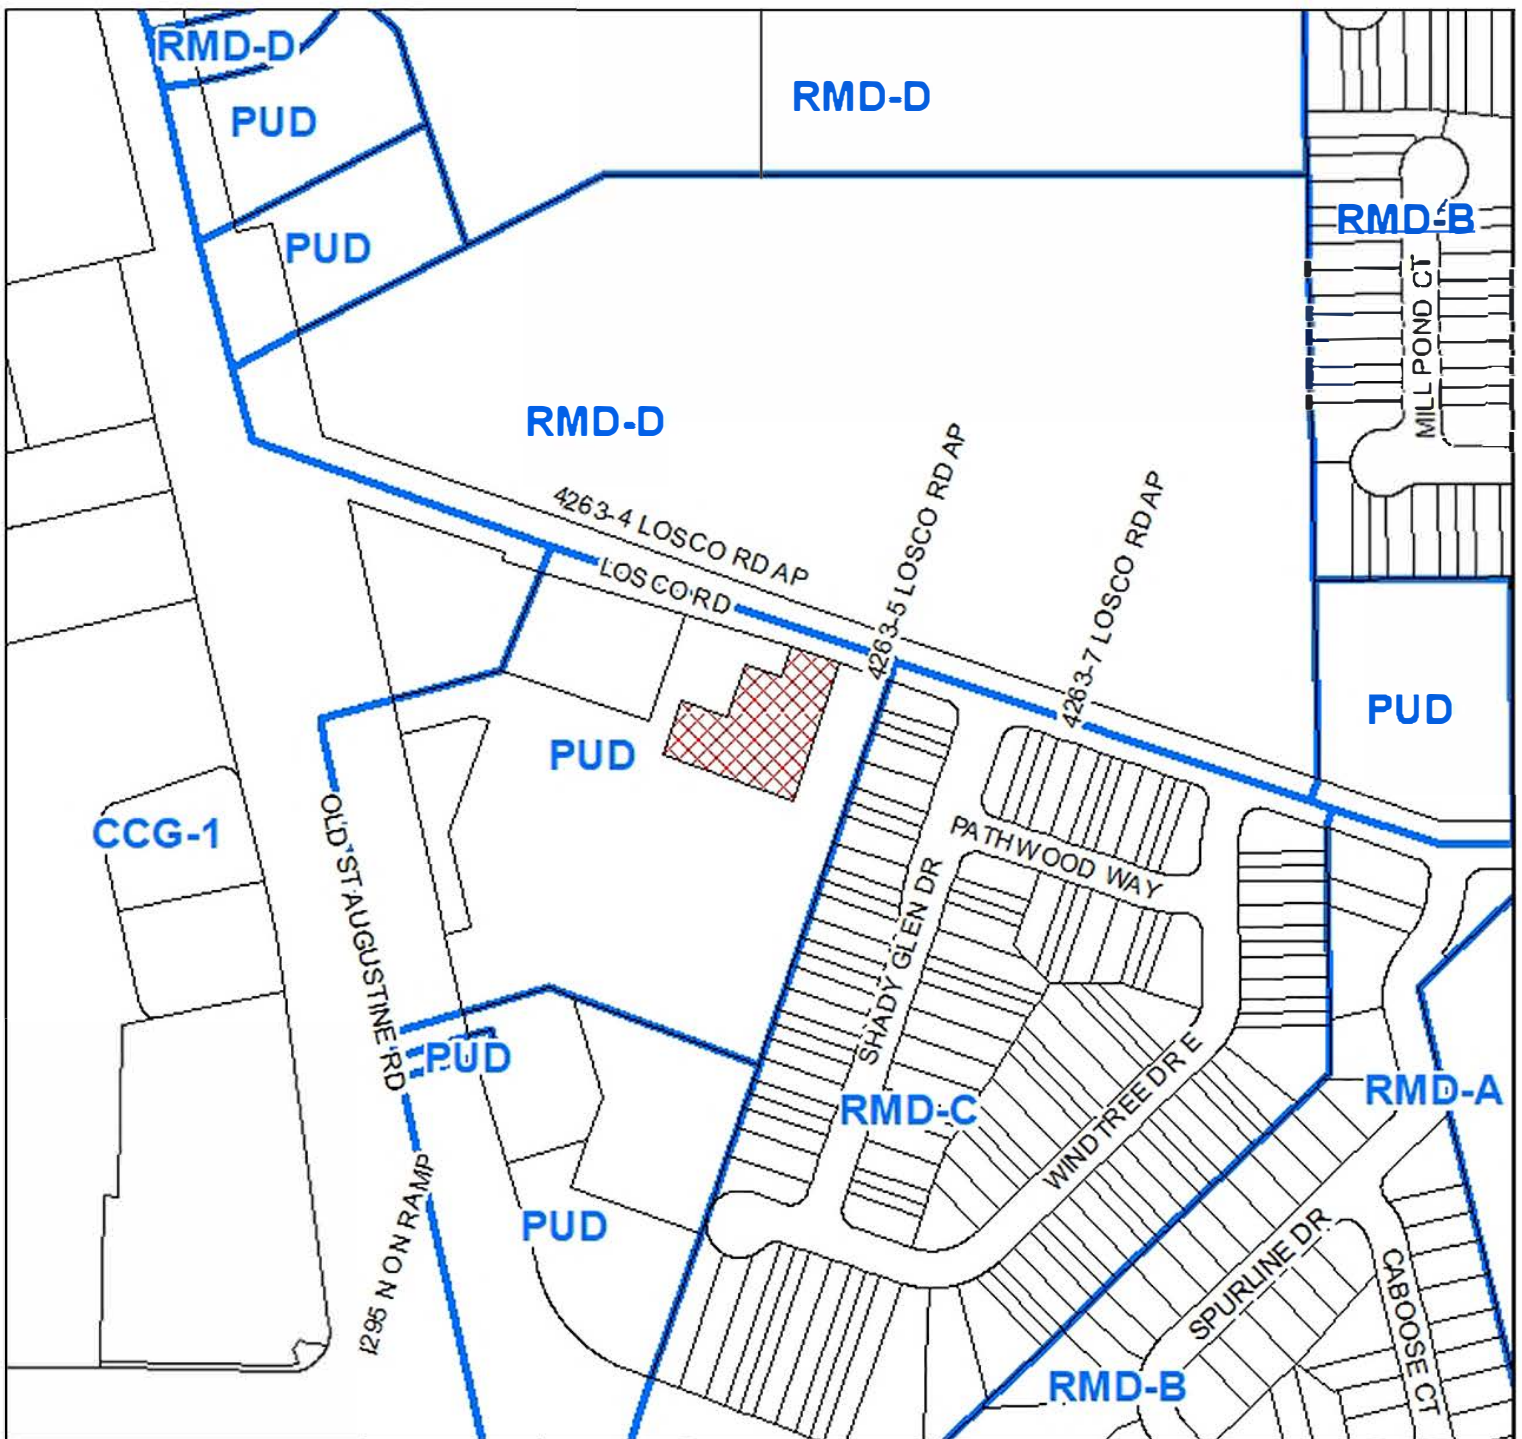 RMD-D
PUD
RMD-D
PUD
RMD-B
MILL POND CT
RMD-D
4263-4 LOSCO RD AP
LOSCO RD
4263-5 LOSCO RD AP
4263-7 LOSCO RD AP
PUD
PUD
CCG-1
OLD ST AUGUSTINE RD
PATHWOOD WAY
SHADY GLEN DR
PUD
RMD-C
WINDTREE DR E
RMD-A
I295 N ON RAMP
PUD
SPURLINE DR
CABOOSE CT
RMD-B